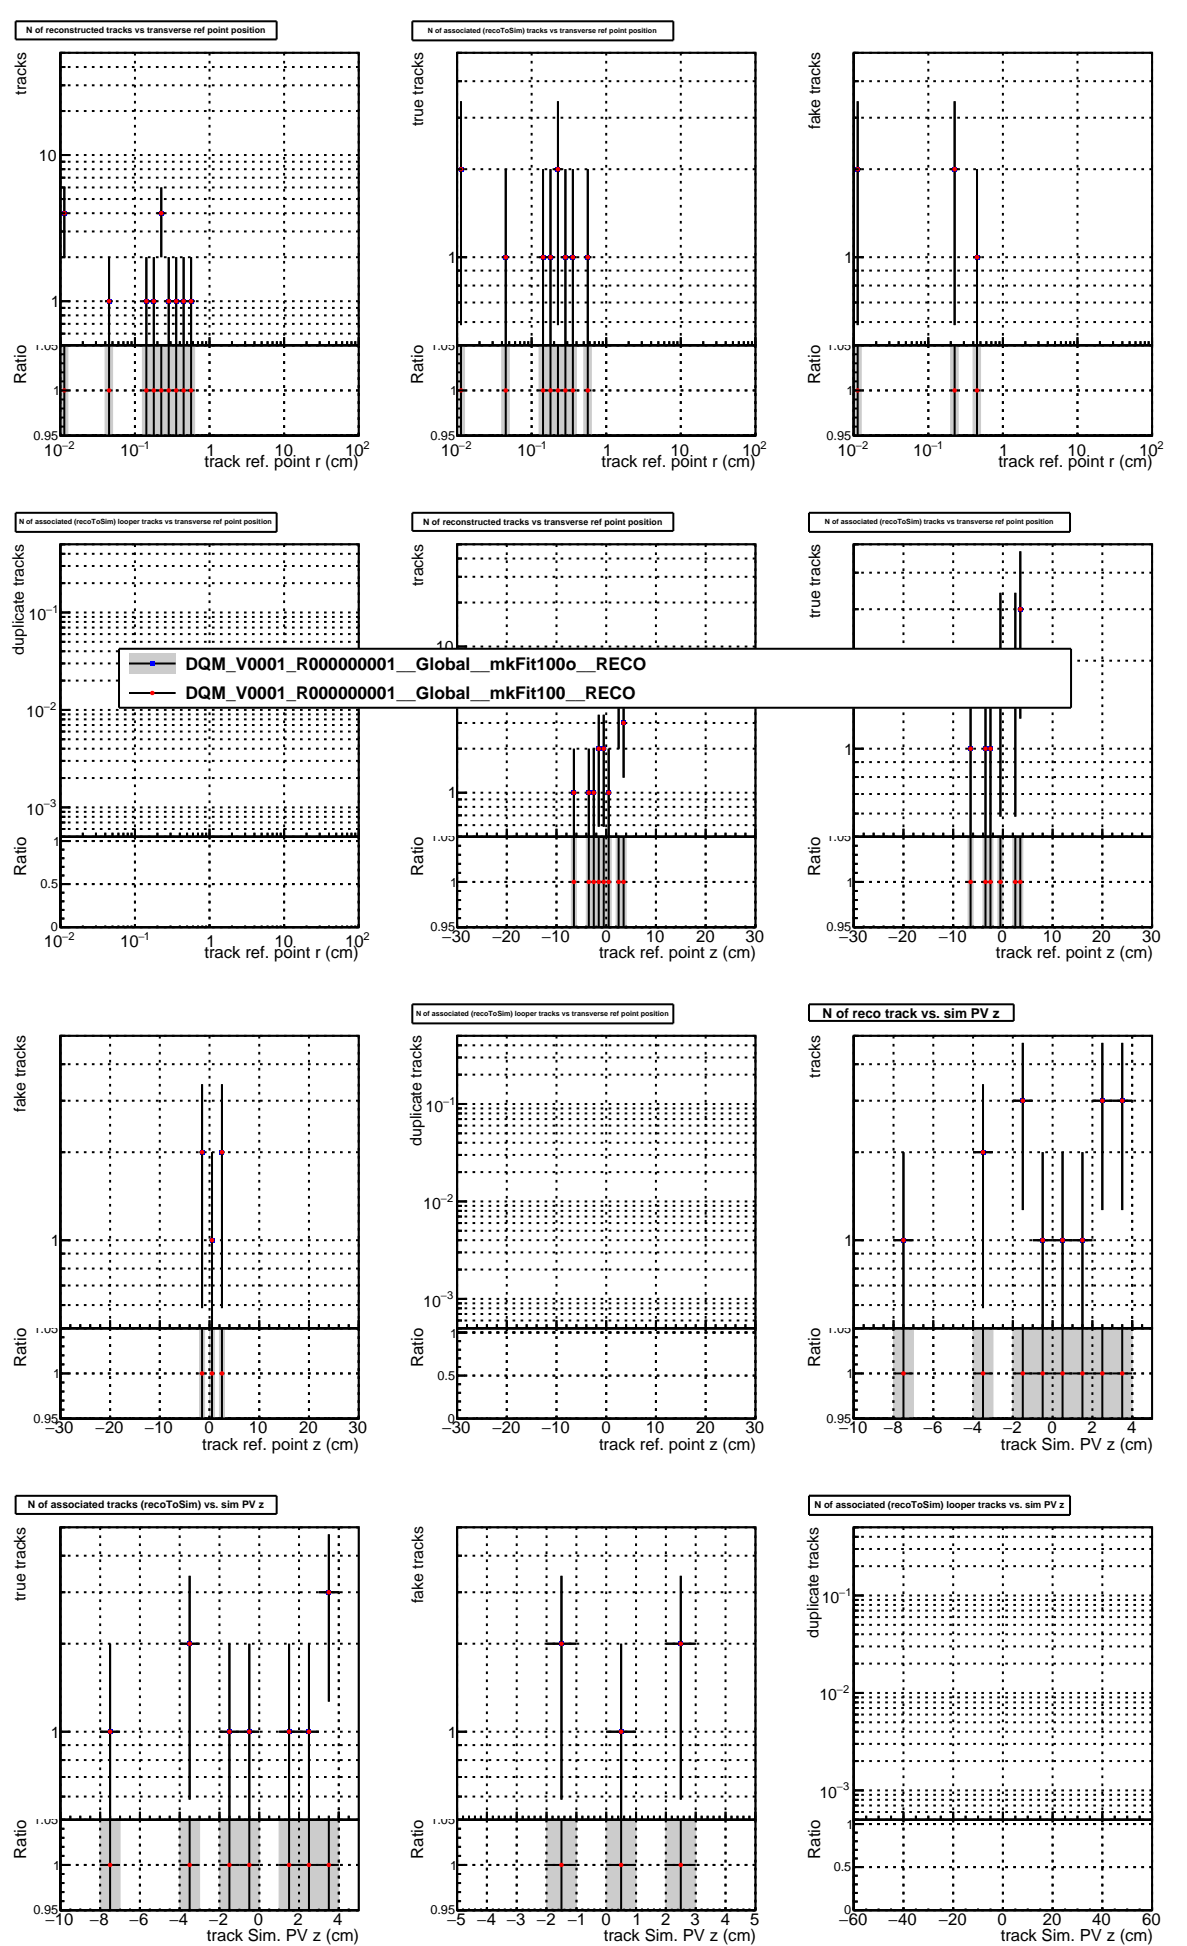 N of reconstructed tracks vs transverse ref point position
tracks
10
1
Ratio
1.05
1
0.95
10−2 10−1 1 10 102
track ref. point r (cm)
N of associated (recoToSim) tracks vs transverse ref point position
true tracks
1
Ratio
1.05
1
0.95
10−2 10−1 1 10 102
track ref. point r (cm)
fake tracks
1
Ratio
1.05
1
0.95
10−2 10−1 1 10 102
track ref. point r (cm)
N of associated (recoToSim) looper tracks vs transverse ref point position
duplicate tracks
10−1
10−2
10−3
Ratio
1
0.5
0
10−2 10−1 1 10 102
track ref. point r (cm)
N of reconstructed tracks vs transverse ref point position
tracks
10
1
Ratio
1.05
1
0.95
−30 −20 −10 0 10 20 30
track ref. point z (cm)
N of associated (recoToSim) tracks vs transverse ref point position
true tracks
1
Ratio
1.05
1
0.95
−30 −20 −10 0 10 20 30
track ref. point z (cm)
DQM_V0001_R000000001__Global__mkFit100o__RECO
DQM_V0001_R000000001__Global__mkFit100__RECO
fake tracks
1
Ratio
1.05
1
0.95
−30 −20 −10 0 10 20 30
track ref. point z (cm)
N of associated (recoToSim) looper tracks vs transverse ref point position
duplicate tracks
10−1
10−2
10−3
Ratio
1
0.5
0
−30 −20 −10 0 10 20 30
track ref. point z (cm)
N of reco track vs. sim PV z
tracks
1
Ratio
1.05
1
0.95
−10 −8 −6 −4 −2 0 2 4
track Sim. PV z (cm)
N of associated tracks (recoToSim) vs. sim PV z
true tracks
1
Ratio
1.05
1
0.95
−10 −8 −6 −4 −2 0 2 4
track Sim. PV z (cm)
fake tracks
1
Ratio
1.05
1
0.95
−5 −4 −3 −2 −1 0 1 2 3 4 5
track Sim. PV z (cm)
N of associated (recoToSim) looper tracks vs. sim PV z
duplicate tracks
10−1
10−2
10−3
Ratio
1
0.5
0
−60 −40 −20 0 20 40 60
track Sim. PV z (cm)